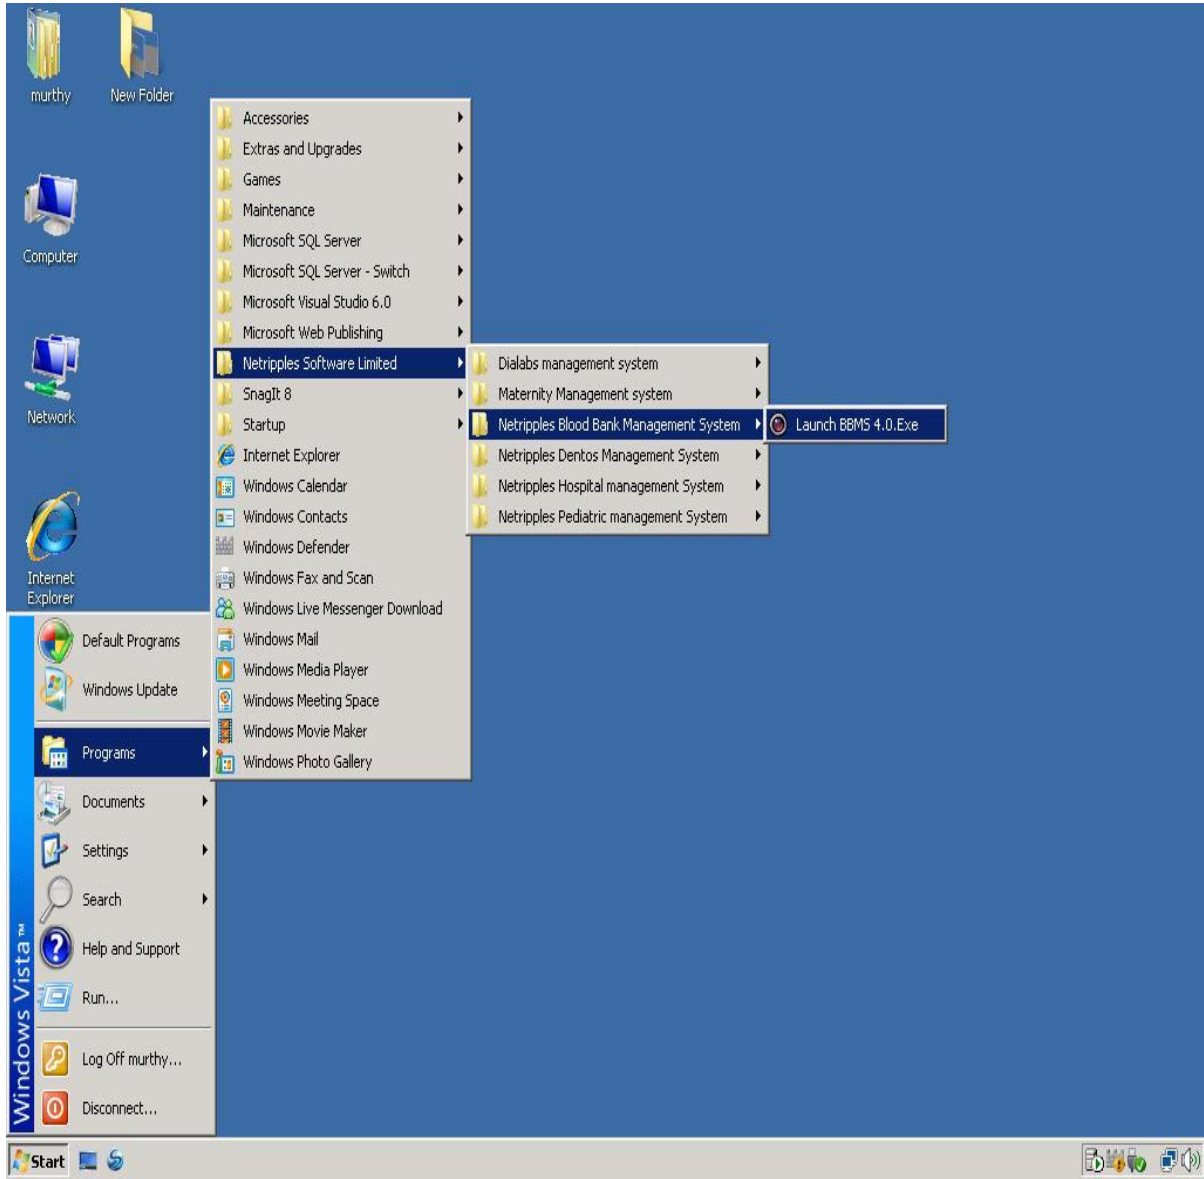 murthy
New Folder
Computer
Network
Internet
Explorer
Accessories
Extras and Upgrades
Games
Maintenance
Microsoft SQL Server
Microsoft SQL Server - Switch
Microsoft Visual Studio 6.0
Microsoft Web Publishing
Netripples Software Limited
SnagIt 8
Startup
Internet Explorer
Windows Calendar
Windows Contacts
Windows Defender
Windows Fax and Scan
Windows Live Messenger Download
Windows Mail
Windows Media Player
Windows Meeting Space
Windows Movie Maker
Windows Photo Gallery
Dialabs management system
Maternity Management system
Netripples Blood Bank Management System
Netripples Dentos Management System
Netripples Hospital management System
Netripples Pediatric management System
Launch BBMS 4.0.Exe
Default Programs
Windows Update
Programs
Documents
Settings
Search
Help and Support
Run...
Log Off murthy...
Disconnect...
Windows Vista™
Start